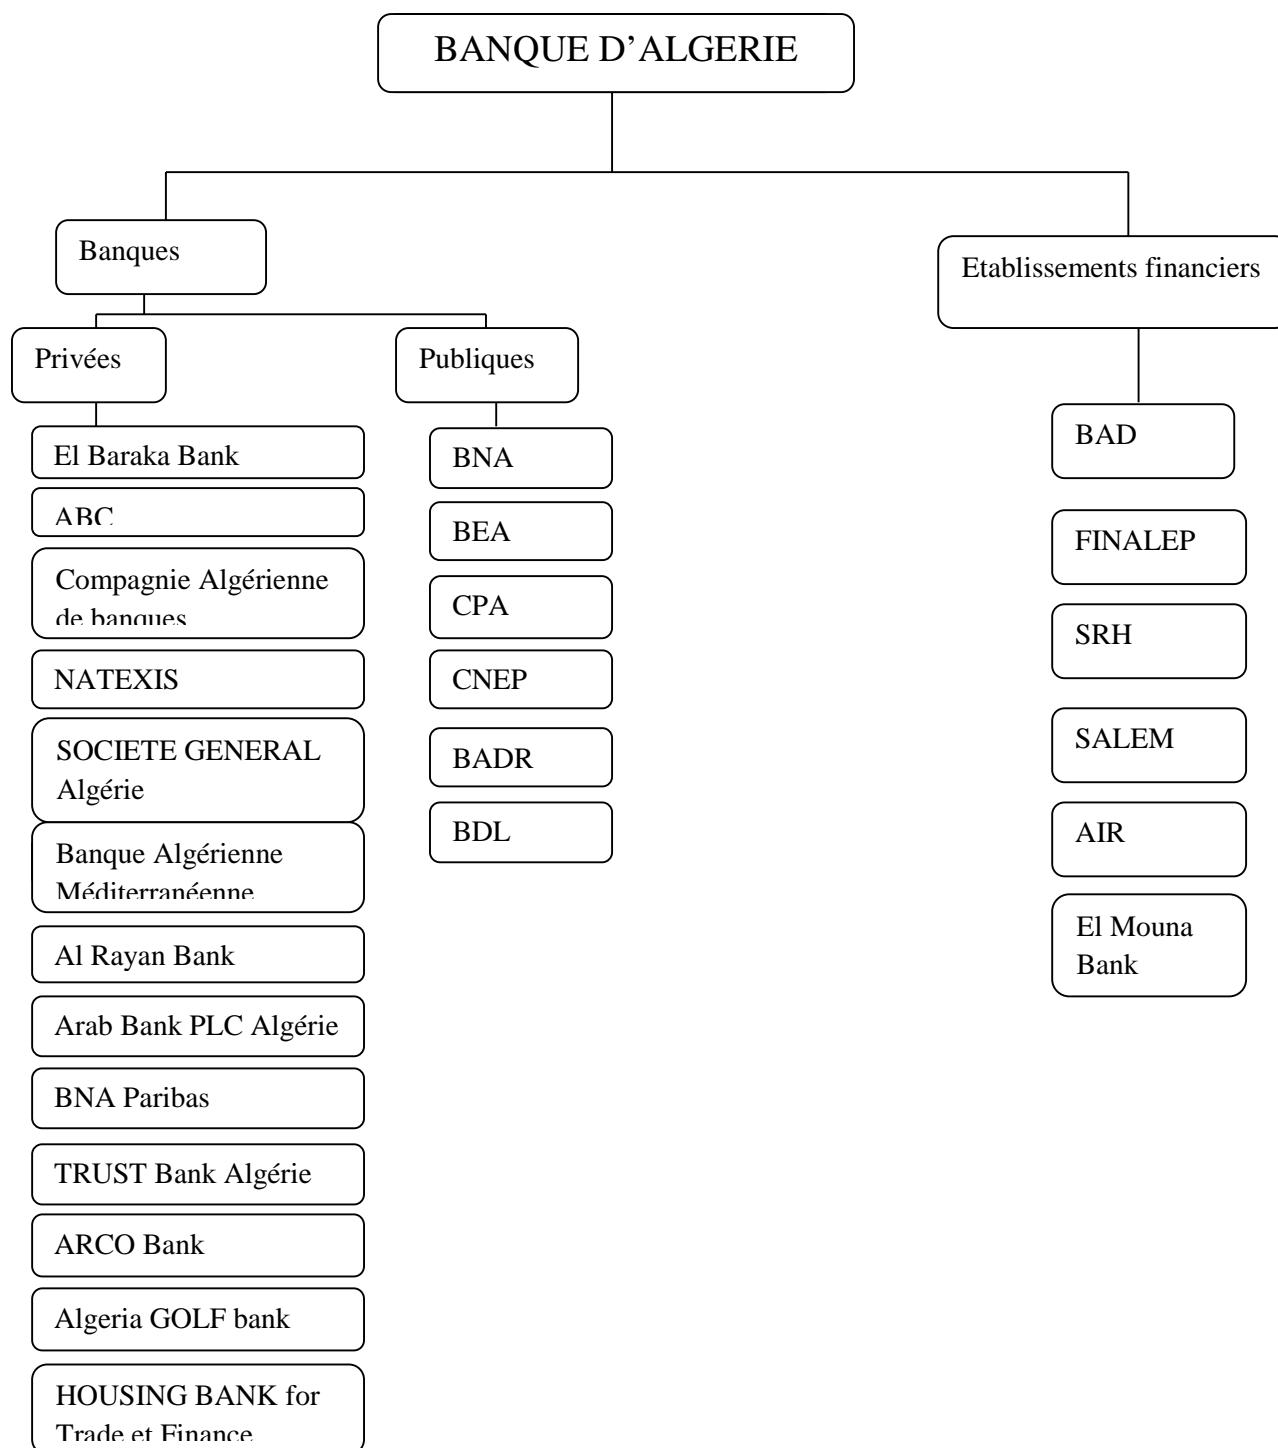 BANQUE D’ALGERIE
Banques
Etablissements financiers
Privées
Publiques
El Baraka Bank
ABC
Compagnie Algérienne
de banques
NATEXIS
SOCIETE GENERAL
Algérie
Banque Algérienne
Méditerranéenne
Al Rayan Bank
Arab Bank PLC Algérie
BNA Paribas
TRUST Bank Algérie
ARCO Bank
Algeria GOLF bank
HOUSING BANK for
Trade et Finance
BNA
BEA
CPA
CNEP
BADR
BDL
BAD
FINALEP
SRH
SALEM
AIR
El Mouna
Bank